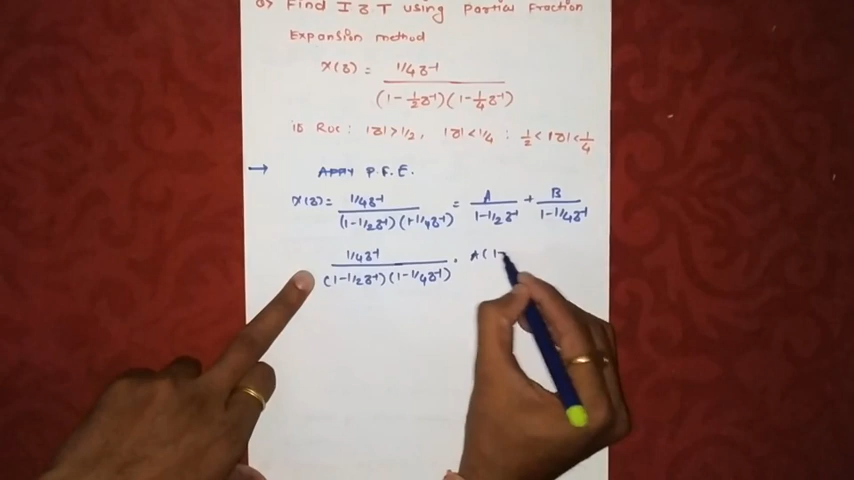 Q> Find I Z T using Partial Fraction
Expansion method
X(z) = 1/4 z⁻¹ / (1 - 1/2 z⁻¹)(1 - 1/4 z⁻¹)
i> ROC : |z| > 1/2, |z| < 1/4 : 1/2 < |z| < 1/4
→ Apply P.F.E.
X(z) = 1/4 z⁻¹ / (1-1/2 z⁻¹)(1-1/4 z⁻¹) = A / 1-1/2 z⁻¹ + B / 1-1/4 z⁻¹
1/4 z⁻¹ / (1-1/2 z⁻¹)(1-1/4 z⁻¹) . A(1-